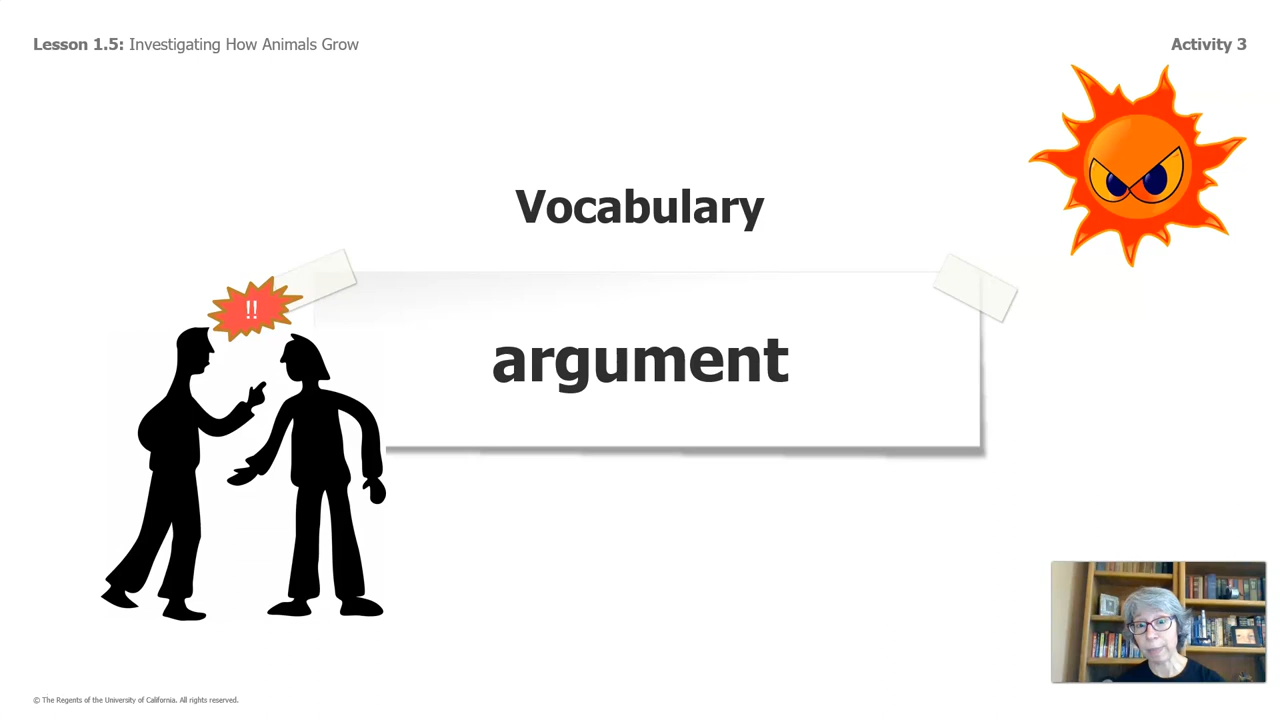 Lesson 1.5: Investigating How Animals Grow
Activity 3
Vocabulary
!!
argument
© The Regents of the University of California. All rights reserved.